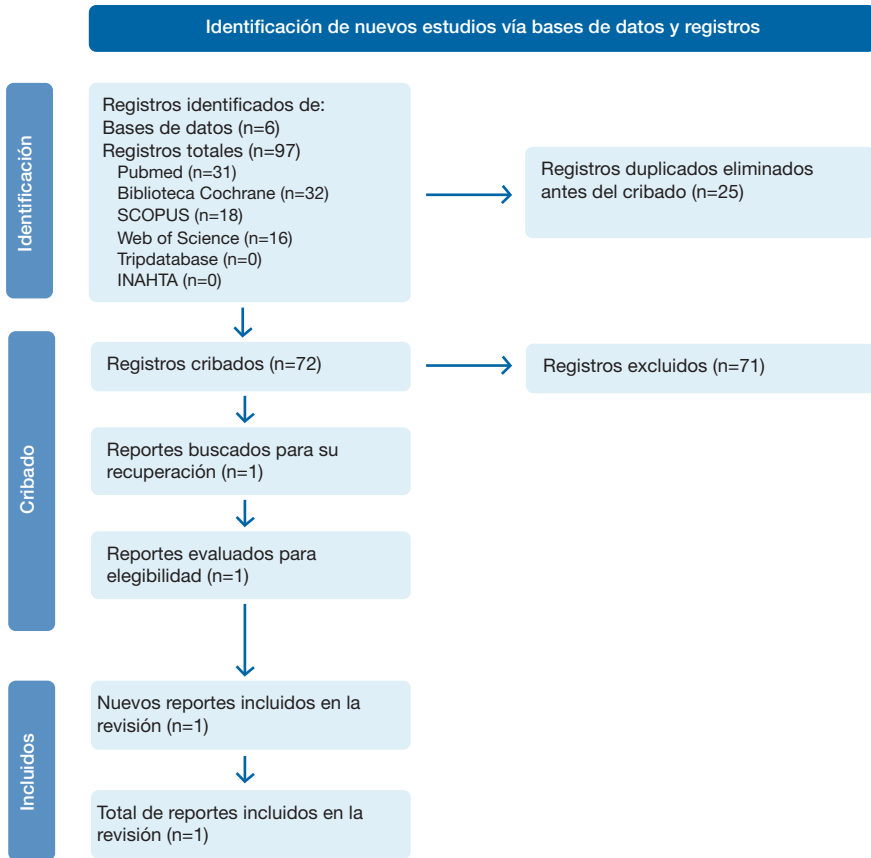 Identificación de nuevos estudios vía bases de datos y registros
Identificación
Registros identificados de:
Bases de datos (n=6)
Registros totales (n=97)
Pubmed (n=31)
Biblioteca Cochrane (n=32)
SCOPUS (n=18)
Web of Science (n=16)
Tripdatabase (n=0)
INAHTA (n=0)
Registros duplicados eliminados
antes del cribado (n=25)
Cribado
Registros cribados (n=72)
Registros excluidos (n=71)
Reportes buscados para su
recuperación (n=1)
Reportes evaluados para
elegibilidad (n=1)
Incluidos
Nuevos reportes incluidos en la
revisión (n=1)
Total de reportes incluidos en la
revisión (n=1)